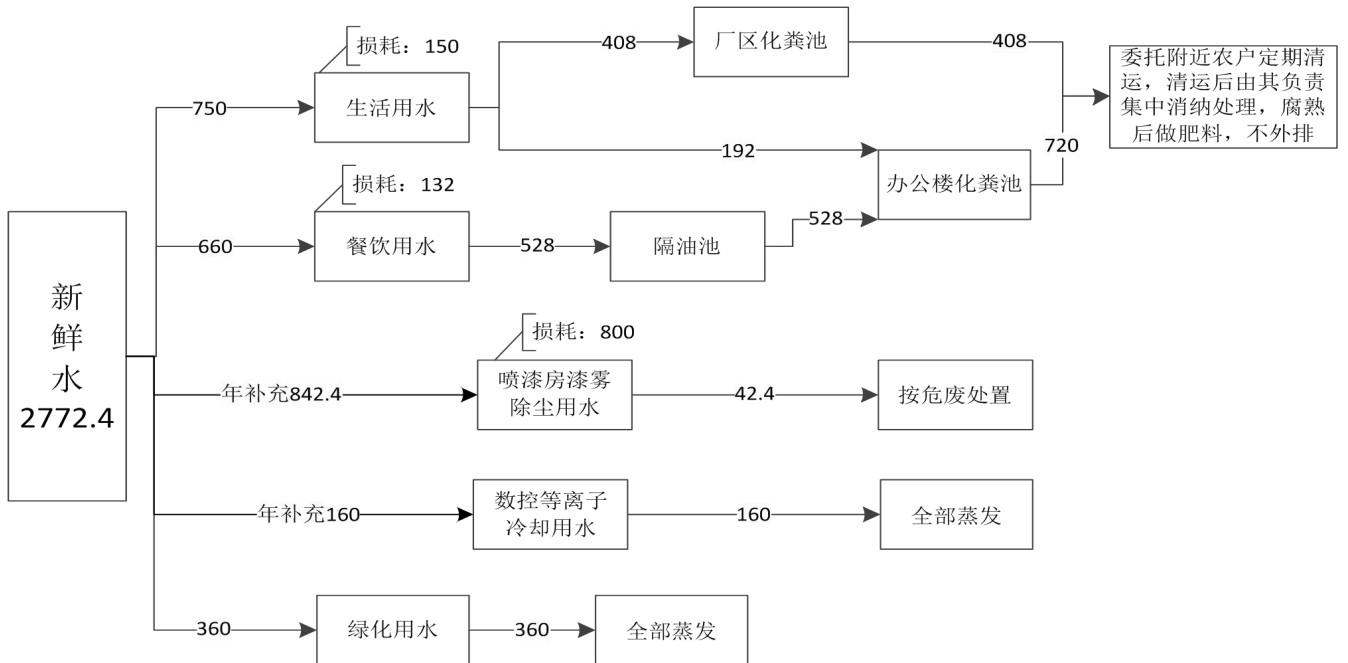 损耗：150
408
厂区化粪池
408
委托附近农户定期清
运，清运后由其负责
集中消纳处理，腐熟
后做肥料，不外排
750
生活用水
192
720
办公楼化粪池
损耗：132
660
餐饮用水
528
隔油池
528
新
鲜
水
2772.4
损耗：800
年补充842.4
喷漆房漆雾
除尘用水
42.4
按危废处置
年补充160
数控等离子
冷却用水
160
全部蒸发
360
绿化用水
360
全部蒸发